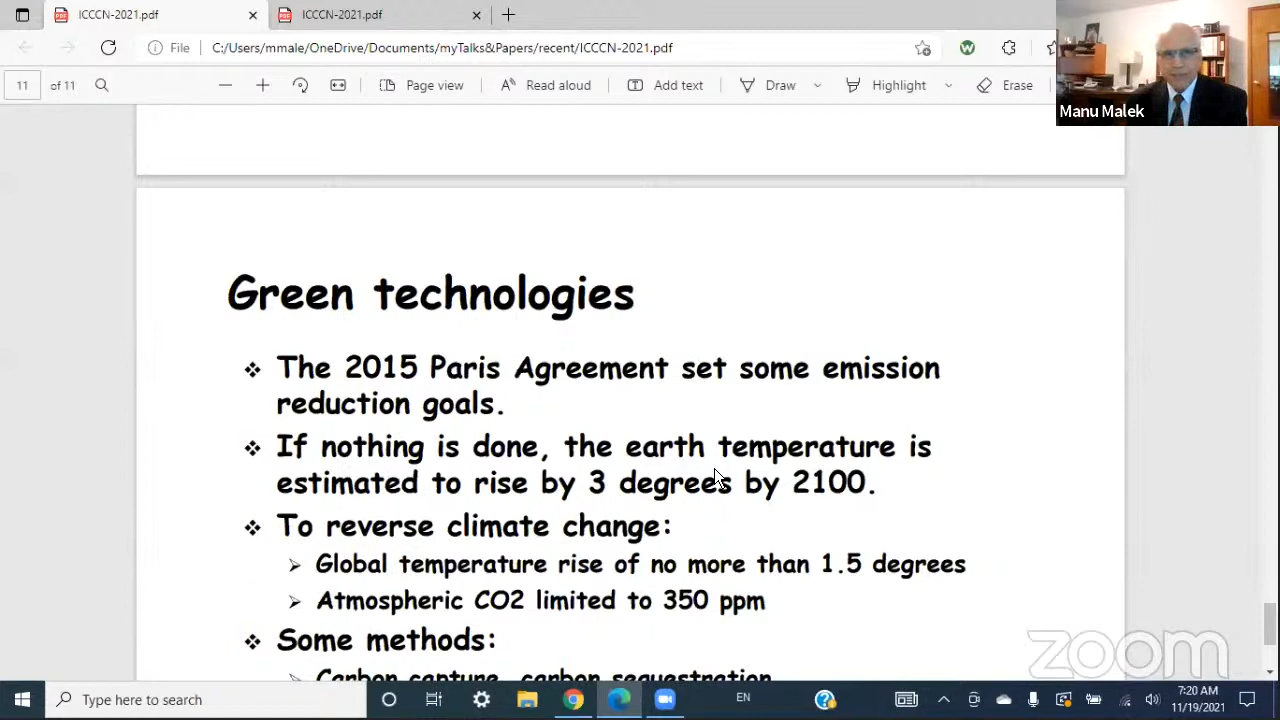 ICCCN-2021.pdf
ICCCN-2021.pdf
File C:/Users/mmale/OneDrive/Documents/myTalks&Papers/recent/ICCCN-2021.pdf
11 of 11 Page view Read aloud Add text Draw Highlight Erase
Manu Malek
Green technologies
The 2015 Paris Agreement set some emission
reduction goals.
If nothing is done, the earth temperature is
estimated to rise by 3 degrees by 2100.
To reverse climate change:
Global temperature rise of no more than 1.5 degrees
Atmospheric CO2 limited to 350 ppm
Some methods:
Carbon capture, carbon sequestration
zoom
Type here to search
EN
7:20 AM
11/19/2021